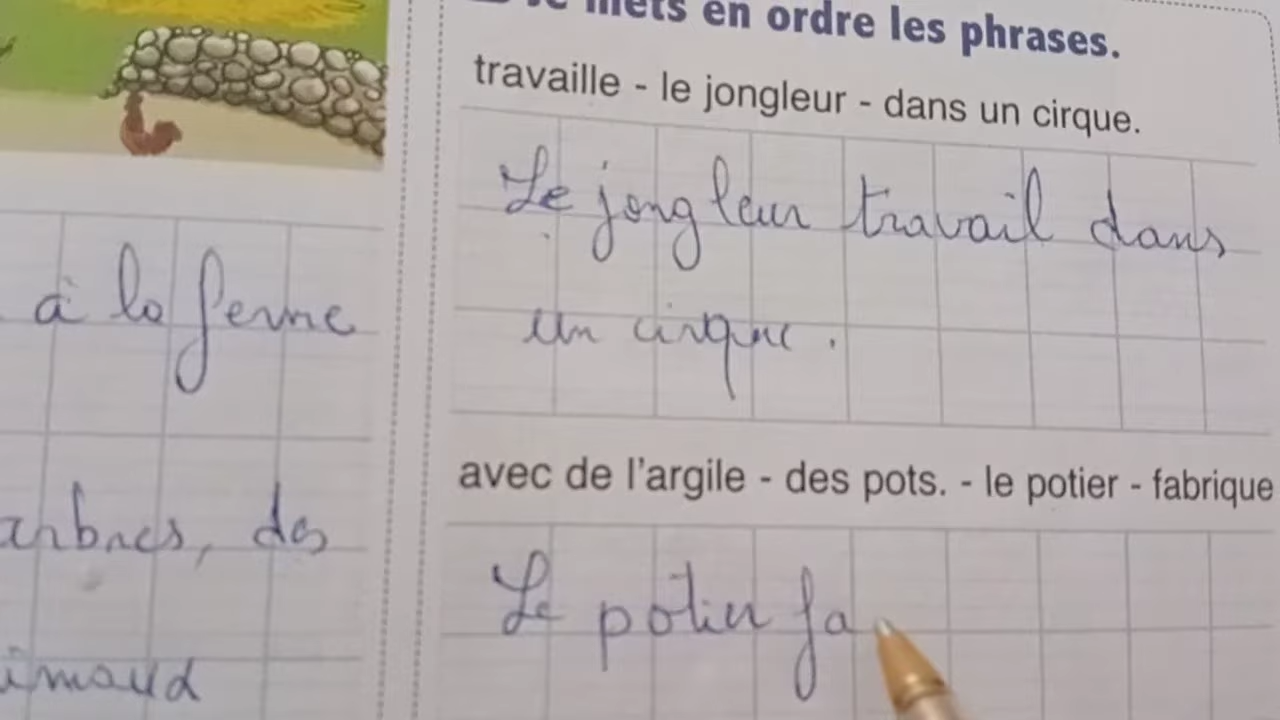 mets en ordre les phrases.
travaille - le jongleur - dans un cirque.
Le jongleur travail dans
un cirque.
avec de l'argile - des pots. - le potier - fabrique
Le potier fa
à la ferme
arbres, des